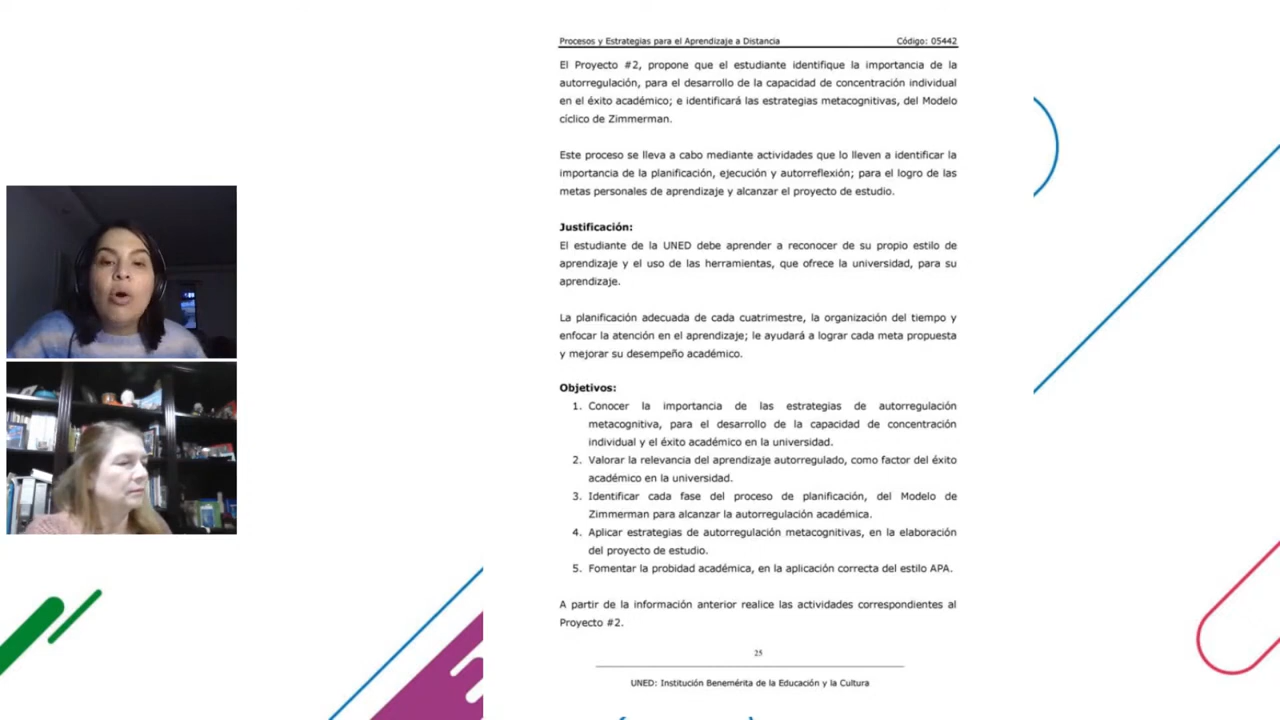 Procesos y Estrategias para el Aprendizaje a Distancia Código: 05442
El Proyecto #2, propone que el estudiante identifique la importancia de la
autorregulación, para el desarrollo de la capacidad de concentración individual
en el éxito académico; e identificará las estrategias metacognitivas, del Modelo
cíclico de Zimmerman.
Este proceso se lleva a cabo mediante actividades que lo lleven a identificar la
importancia de la planificación, ejecución y autorreflexión; para el logro de las
metas personales de aprendizaje y alcanzar el proyecto de estudio.
Justificación:
El estudiante de la UNED debe aprender a reconocer de su propio estilo de
aprendizaje y el uso de las herramientas, que ofrece la universidad, para su
aprendizaje.
La planificación adecuada de cada cuatrimestre, la organización del tiempo y
enfocar la atención en el aprendizaje; le ayudará a lograr cada meta propuesta
y mejorar su desempeño académico.
Objetivos:
1. Conocer la importancia de las estrategias de autorregulación
metacognitiva, para el desarrollo de la capacidad de concentración
individual y el éxito académico en la universidad.
2. Valorar la relevancia del aprendizaje autorregulado, como factor del éxito
académico en la universidad.
3. Identificar cada fase del proceso de planificación, del Modelo de
Zimmerman para alcanzar la autorregulación académica.
4. Aplicar estrategias de autorregulación metacognitivas, en la elaboración
del proyecto de estudio.
5. Fomentar la probidad académica, en la aplicación correcta del estilo APA.
A partir de la información anterior realice las actividades correspondientes al
Proyecto #2.
25
UNED: Institución Benemérita de la Educación y la Cultura